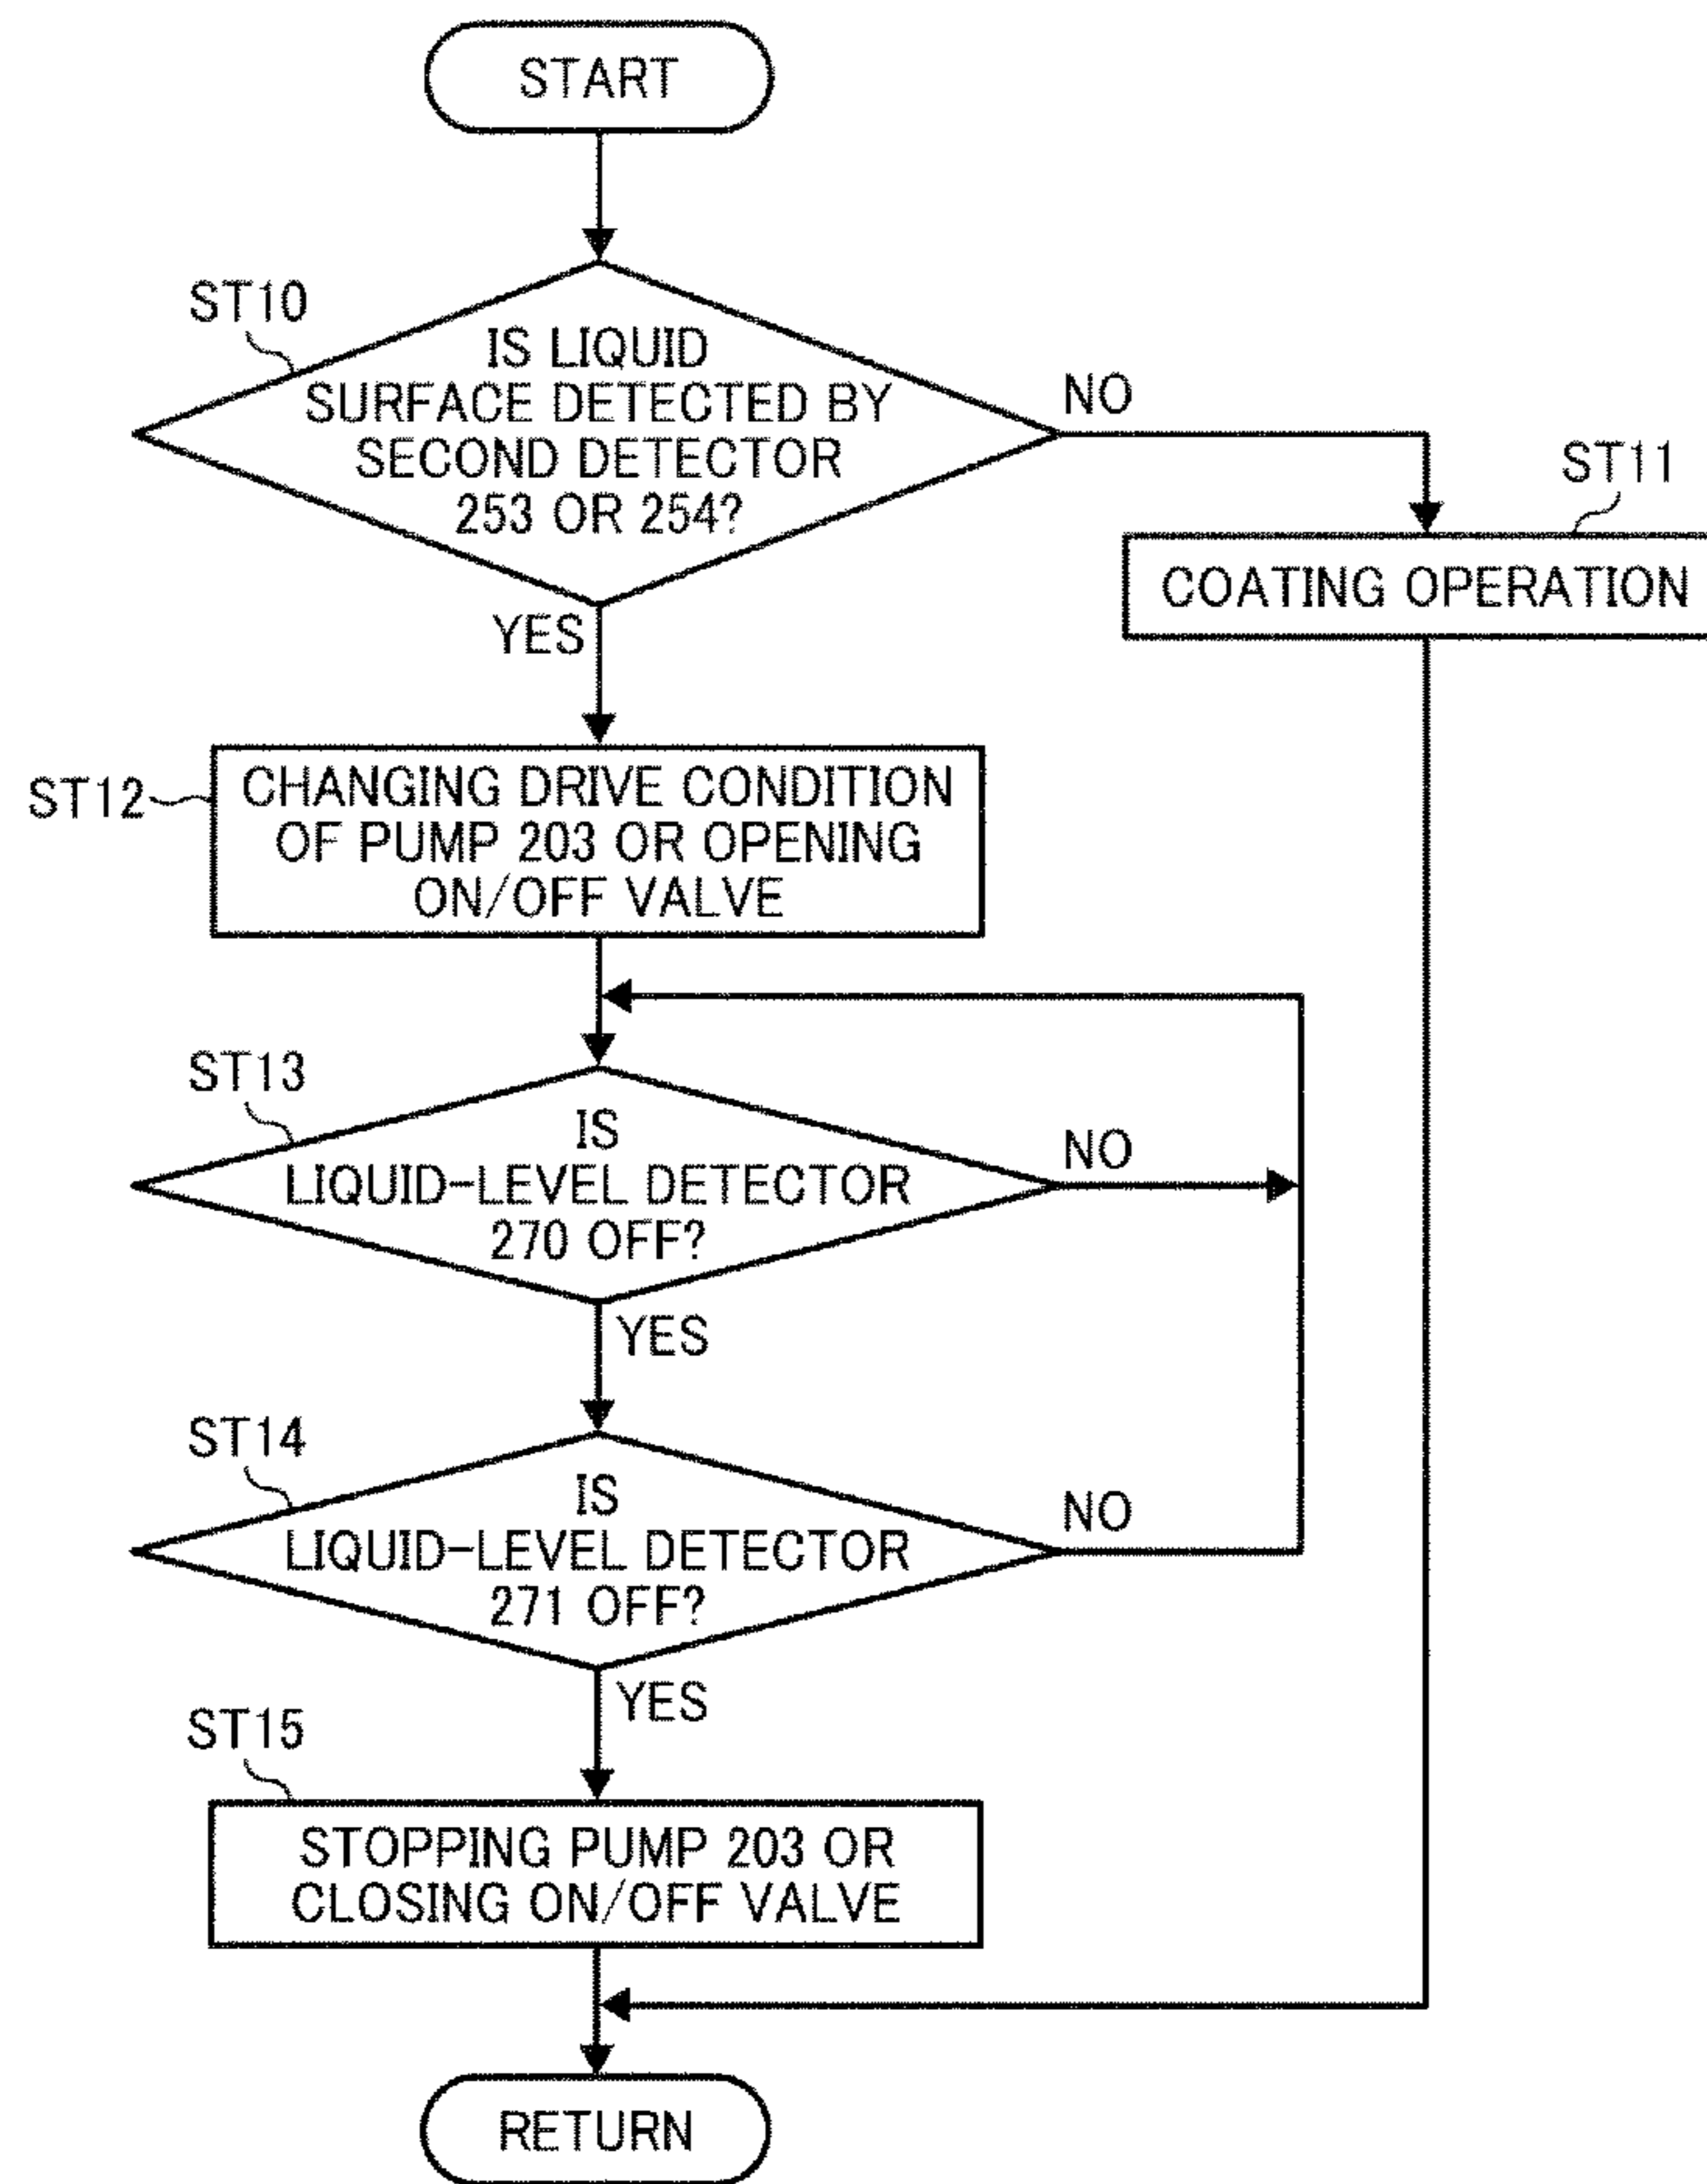 START
ST10
IS LIQUID
SURFACE DETECTED BY
SECOND DETECTOR
253 OR 254?
NO
YES
ST11
COATING OPERATION
ST12
CHANGING DRIVE CONDITION
OF PUMP 203 OR OPENING
ON/OFF VALVE
ST13
IS
LIQUID-LEVEL DETECTOR
270 OFF?
NO
YES
ST14
IS
LIQUID-LEVEL DETECTOR
271 OFF?
NO
YES
ST15
STOPPING PUMP 203 OR
CLOSING ON/OFF VALVE
RETURN